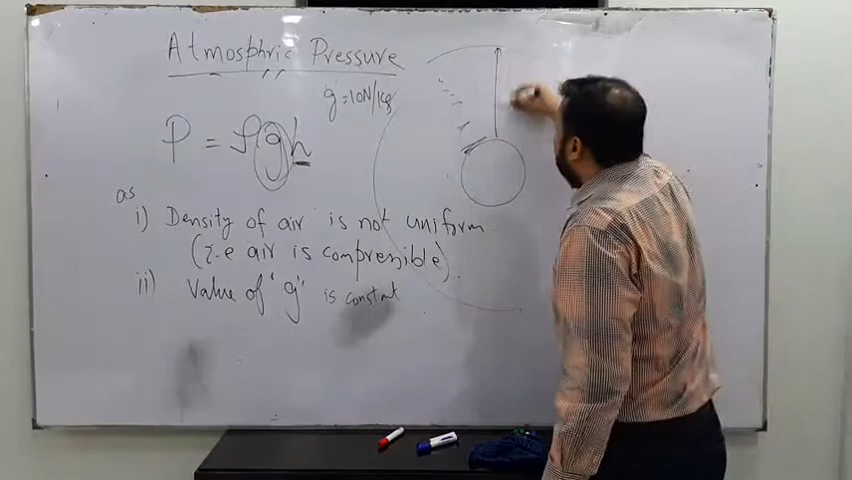 Atmosphric Pressure
g = 10N/kg
P = ρgh
as
i) Density of air is not uniform.
(i.e air is compressible).
ii) Value of 'g' is constant